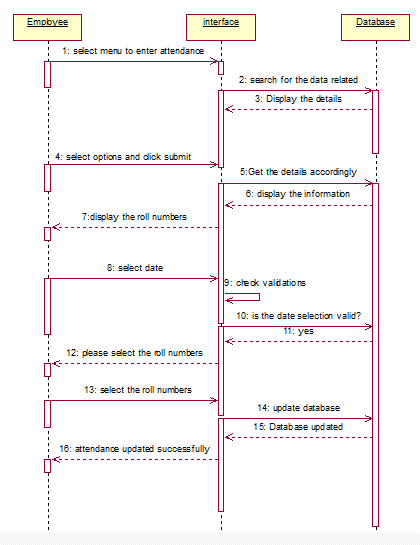 Employee interface Database
1: select menu to enter attendance
2: search for the data related
3: Display the details
4: select options and click submit
5:Get the details accordingly
6: display the information
7:display the roll numbers
8: select date
9: check validations
10: is the date selection valid?
11: yes
12: please select the roll numbers
13: select the roll numbers
14: update database
15: Database updated
16: attendance updated successfully